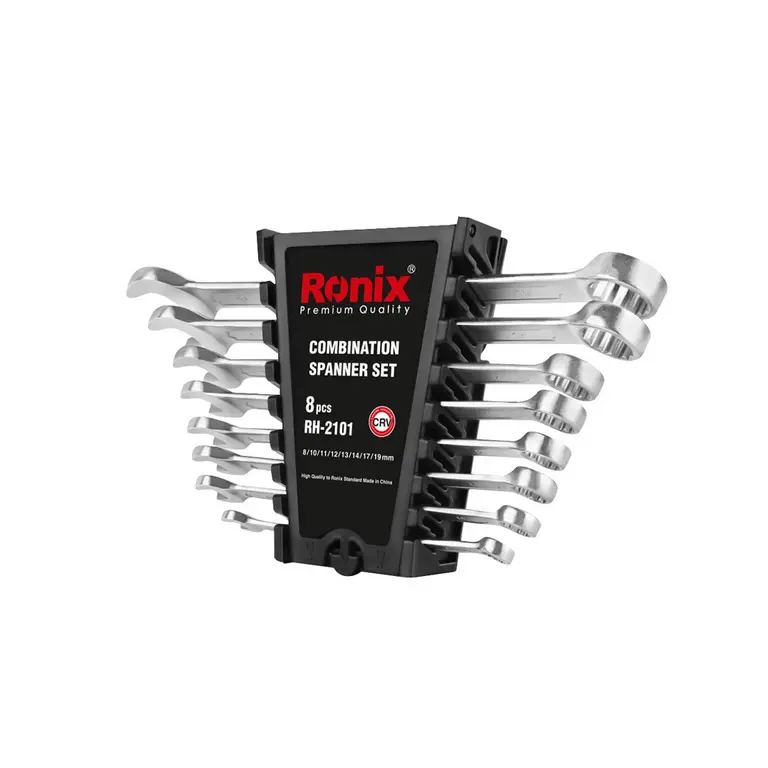 Ronix®
Premium Quality
COMBINATION
SPANNER SET
8 pcs
RH-2101
CRV
8/10/11/12/13/14/17/19mm
High Quality to Ronix Standard Made in China